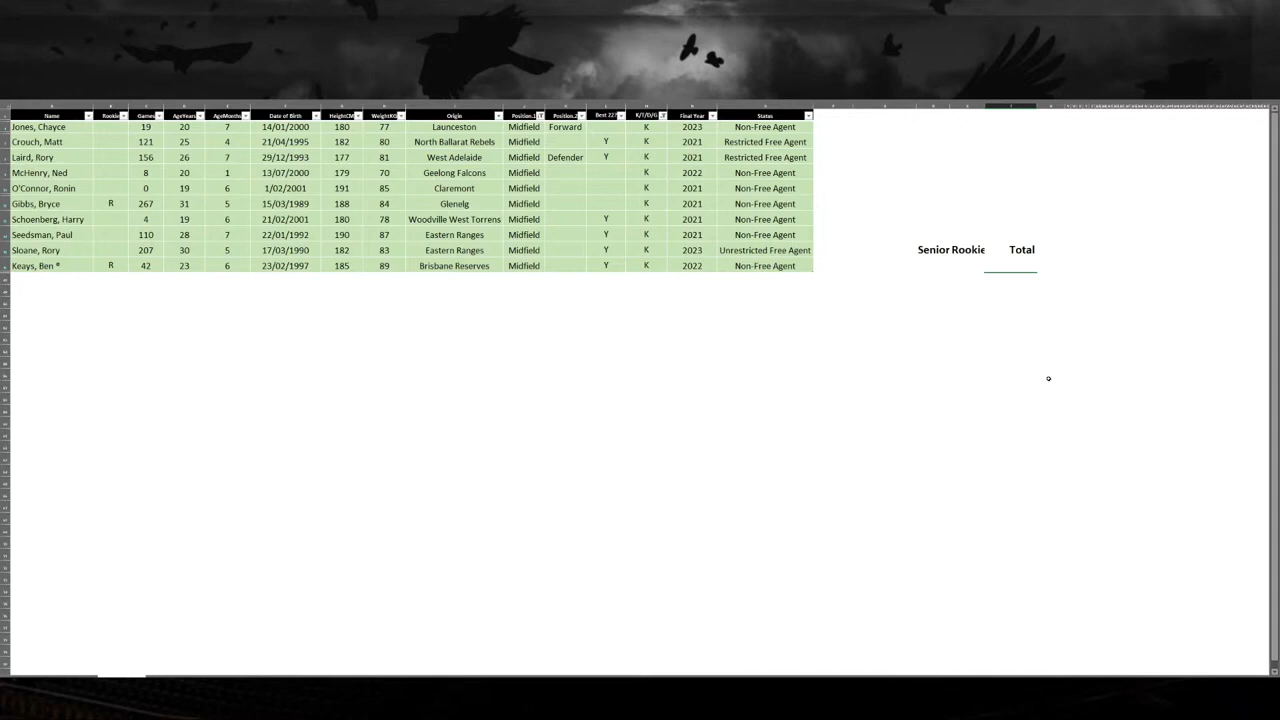 Name Rookie Games AgeYears AgeMonths Date of Birth HeightCM WeightKG Origin Position.1 Position.2 Best 22? K/T/D/G Final Year Status
Jones, Chayce 19 20 7 14/01/2000 180 77 Launceston Midfield Forward K 2023 Non-Free Agent
Crouch, Matt 121 25 4 21/04/1995 182 80 North Ballarat Rebels Midfield Y K 2021 Restricted Free Agent
Laird, Rory 156 26 7 29/12/1993 177 81 West Adelaide Midfield Defender Y K 2021 Restricted Free Agent
McHenry, Ned 8 20 1 13/07/2000 179 70 Geelong Falcons Midfield K 2022 Non-Free Agent
O'Connor, Ronin 0 19 6 1/02/2001 191 85 Claremont Midfield K 2021 Non-Free Agent
Gibbs, Bryce R 267 31 5 15/03/1989 188 84 Glenelg Midfield K 2021 Non-Free Agent
Schoenberg, Harry 4 19 6 21/02/2001 180 78 Woodville West Torrens Midfield Y K 2021 Non-Free Agent
Seedsman, Paul 110 28 7 22/01/1992 190 87 Eastern Ranges Midfield Y K 2021 Non-Free Agent
Sloane, Rory 207 30 5 17/03/1990 182 83 Eastern Ranges Midfield Y K 2023 Unrestricted Free Agent Senior Rookie Total
Keays, Ben * R 42 23 6 23/02/1997 185 89 Brisbane Reserves Midfield Y K 2022 Non-Free Agent